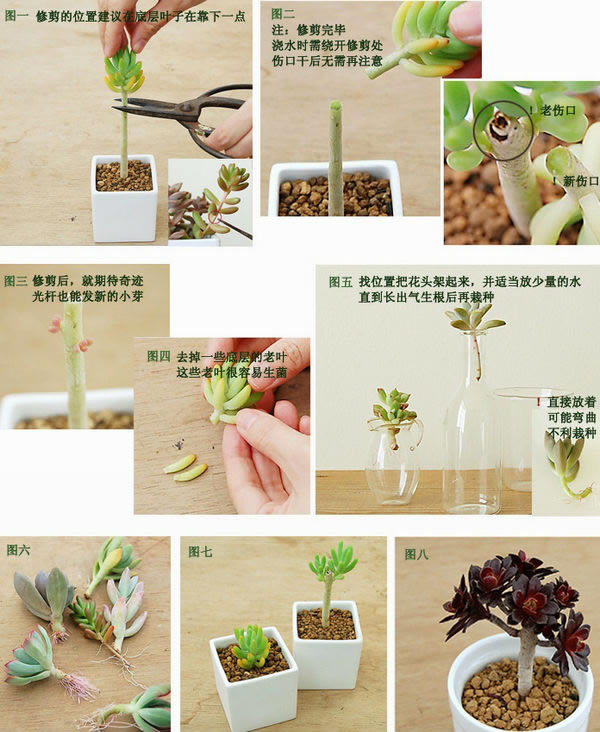 图一 修剪的位置建议在底层叶子在靠下一点
图二
注：修剪完毕
浇水时需绕开修剪处
伤口干后无需再注意
！老伤口
！新伤口
图三 修剪后，就期待奇迹
光杆也能发新的小芽
图四 去掉一些底层的老叶
这些老叶很容易生菌
图五 找位置把花头架起来，并适当放少量的水
直到长出气生根后再栽种
！直接放着
可能弯曲
不利栽种
图六
图七
图八